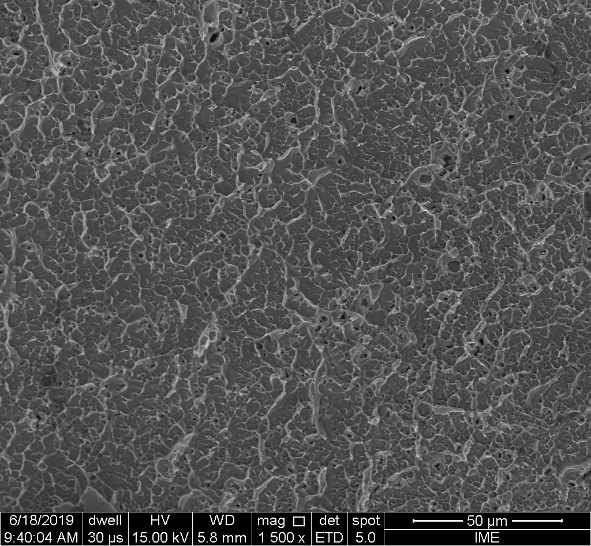 6/18/2019 dwell HV WD mag det spot 50 µm
9:40:04 AM 30 µs 15.00 kV 5.8 mm 1 500 x ETD 5.0 IME